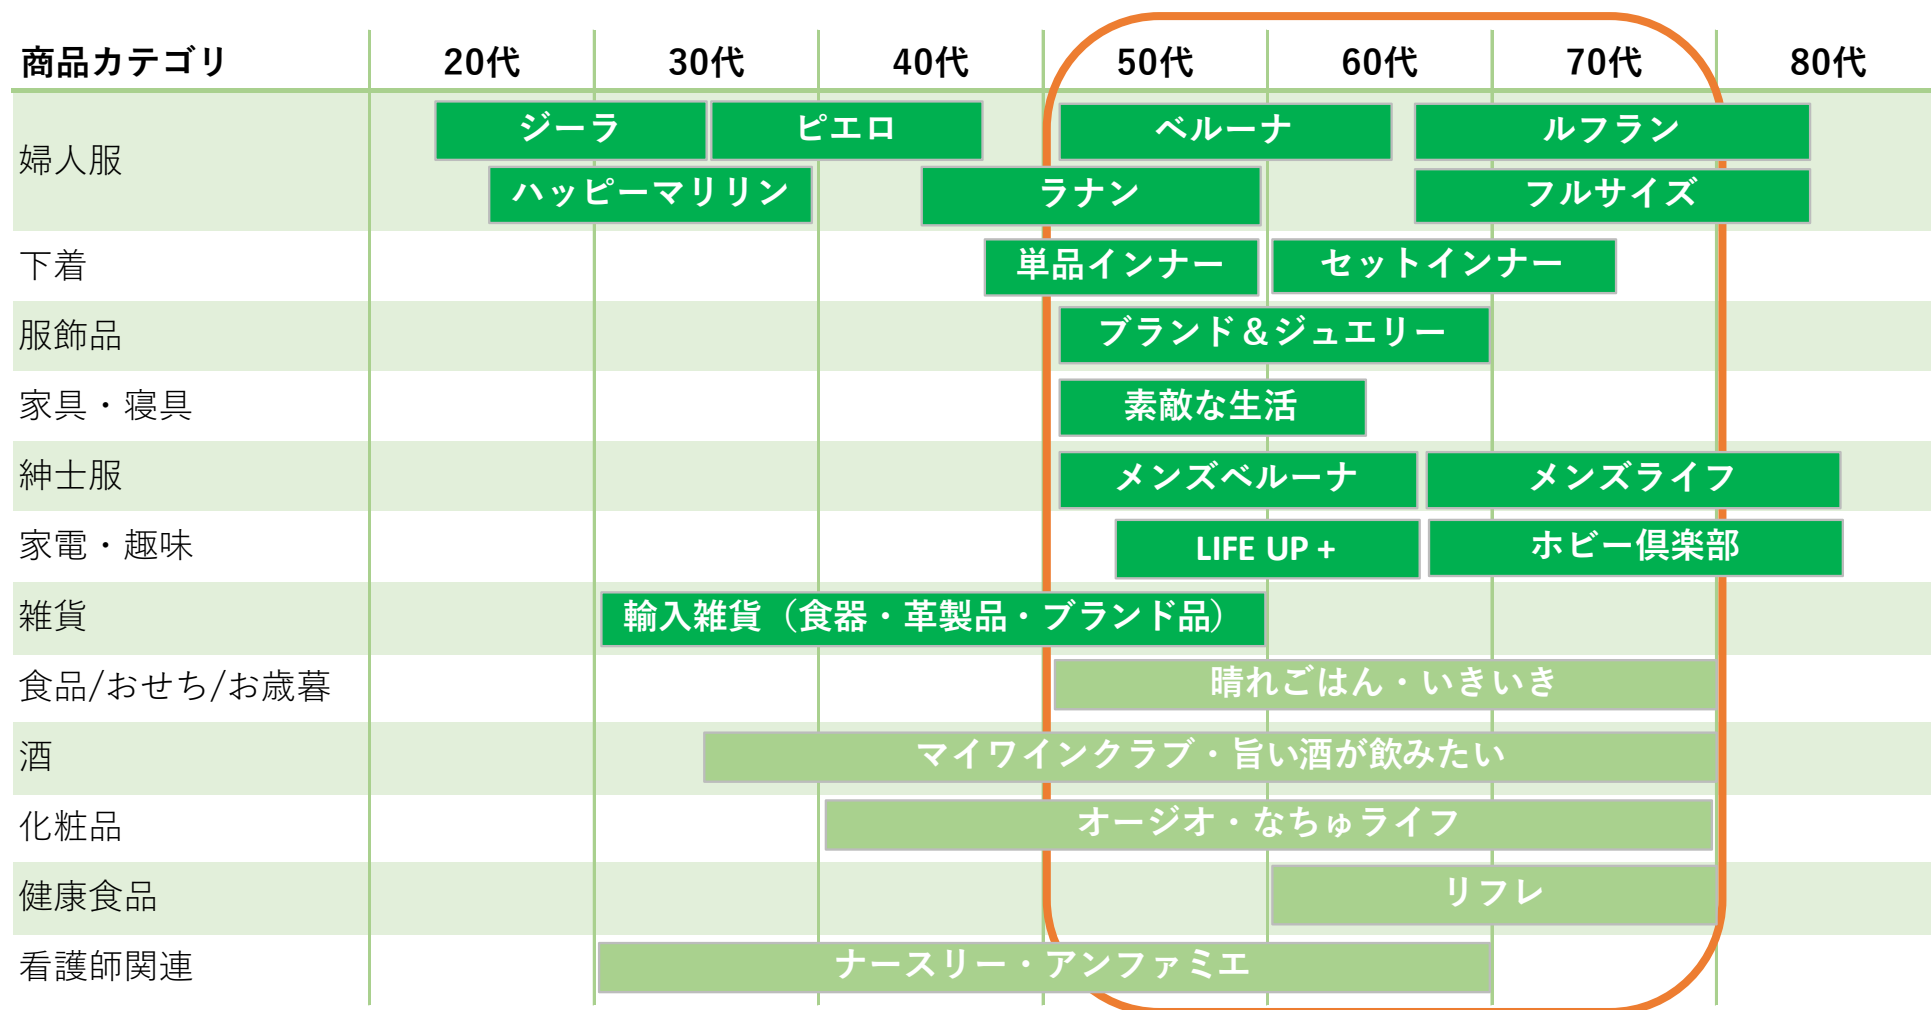 商品カテゴリ 20代 30代 40代 50代 60代 70代 80代
婦人服
ジーラ ピエロ ベルーナ ルフラン
ハッピーマリリン ラナン フルサイズ
下着 単品インナー セットインナー
服飾品 ブランド＆ジュエリー
家具・寝具 素敵な生活
紳士服 メンズベルーナ メンズライフ
家電・趣味 LIFE UP + ホビー倶楽部
雑貨 輸入雑貨（食器・革製品・ブランド品）
食品/おせち/お歳暮 晴れごはん・いきいき
酒 マイワインクラブ・旨い酒が飲みたい
化粧品 オージオ・なちゅライフ
健康食品 リフレ
看護師関連 ナースリー・アンファミエ